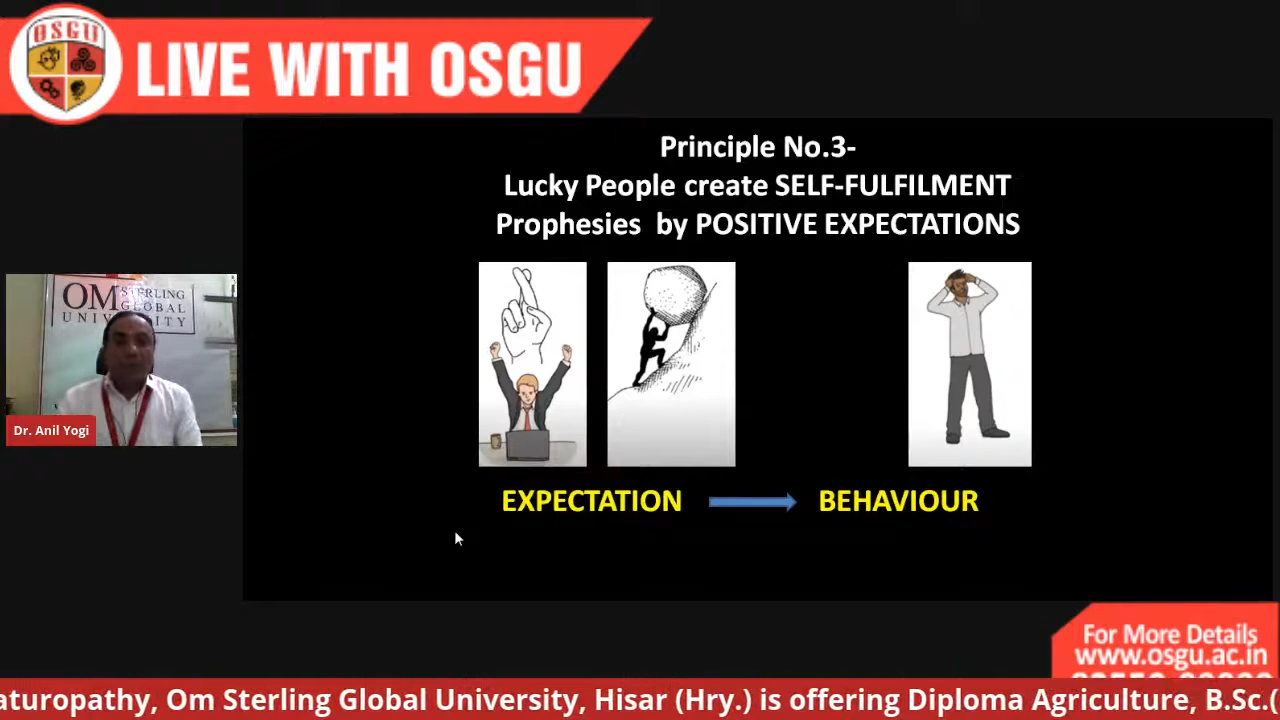 OSGU
LIVE WITH OSGU
Principle No.3-
Lucky People create SELF-FULFILMENT
Prophesies by POSITIVE EXPECTATIONS
OM STERLING
GLOBAL
UNIVERSITY
Dr. Anil Yogi
EXPECTATION
BEHAVIOUR
For More Details
www.osgu.ac.in
aturopathy, Om Sterling Global University, Hisar (Hry.) is offering Diploma Agriculture, B.Sc.(